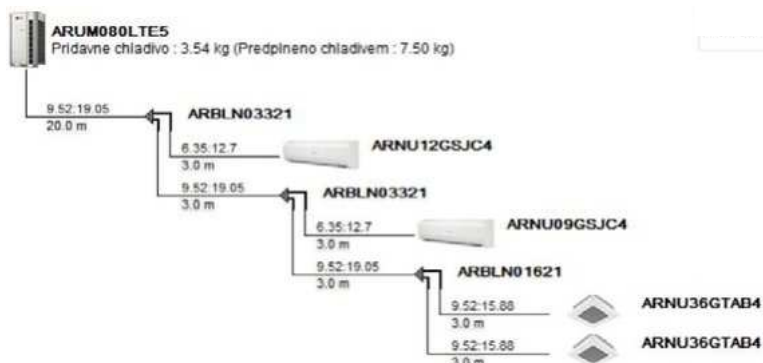 ARUM080LTE5
Pridavne chladivo : 3.54 kg (Predplneno chladivem : 7.50 kg)
9.52:19.05
20.0 m
ARBLN03321
6.35:12.7
3.0 m
ARNU12GSJC4
9.52:19.05
3.0 m
ARBLN03321
6.35:12.7
3.0 m
ARNU09GSJC4
9.52:19.05
3.0 m
ARBLN01621
9.52:15.88
3.0 m
ARNU36GTAB4
9.52:15.88
3.0 m
ARNU36GTAB4